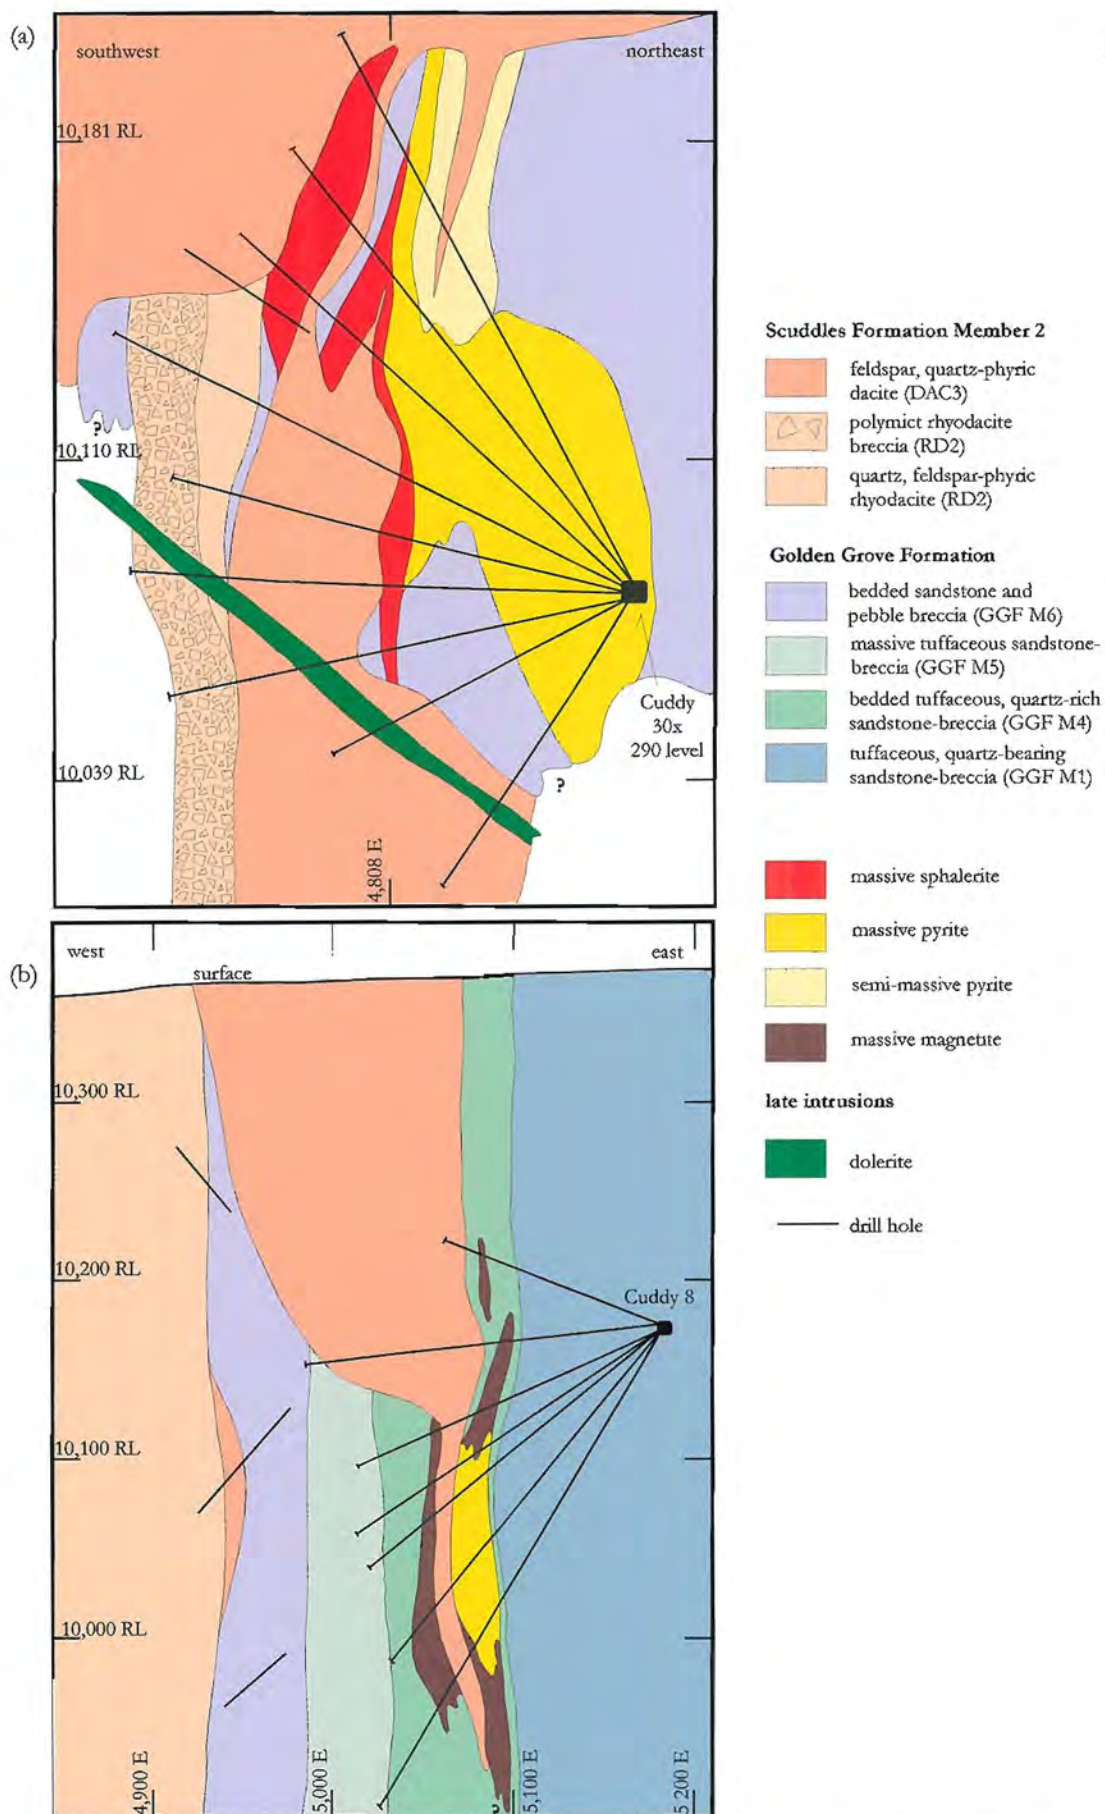 (a)
southwest
northeast
10,181 RL
?
10,110 RL
Cuddy
30x
290 level
10,039 RL
?
4,808 E
Scuddles Formation Member 2
feldspar, quartz-phyric
dacite (DAC3)
polymict rhyodacite
breccia (RD2)
quartz, feldspar-phyric
rhyodacite (RD2)
Golden Grove Formation
bedded sandstone and
pebble breccia (GGF M6)
massive tuffaceous sandstone-
breccia (GGF M5)
bedded tuffaceous, quartz-rich
sandstone-breccia (GGF M4)
tuffaceous, quartz-bearing
sandstone-breccia (GGF M1)
massive sphalerite
massive pyrite
semi-massive pyrite
massive magnetite
late intrusions
dolerite
drill hole
(b)
west
east
surface
10,300 RL
10,200 RL
Cuddy 8
10,100 RL
10,000 RL
4,900 E
5,000 E
?
5,100 E
5,200 E